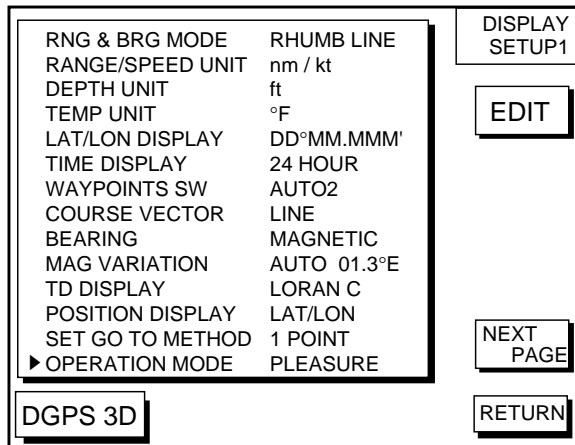 RNG & BRG MODE RHUMB LINE
RANGE/SPEED UNIT nm / kt
DEPTH UNIT ft
TEMP UNIT °F
LAT/LON DISPLAY DD°MM.MMM'
TIME DISPLAY 24 HOUR
WAYPOINTS SW AUTO2
COURSE VECTOR LINE
BEARING MAGNETIC
MAG VARIATION AUTO 01.3°E
TD DISPLAY LORAN C
POSITION DISPLAY LAT/LON
SET GO TO METHOD 1 POINT
▶ OPERATION MODE PLEASURE
DISPLAY
SETUP1
EDIT
NEXT
PAGE
RETURN
DGPS 3D